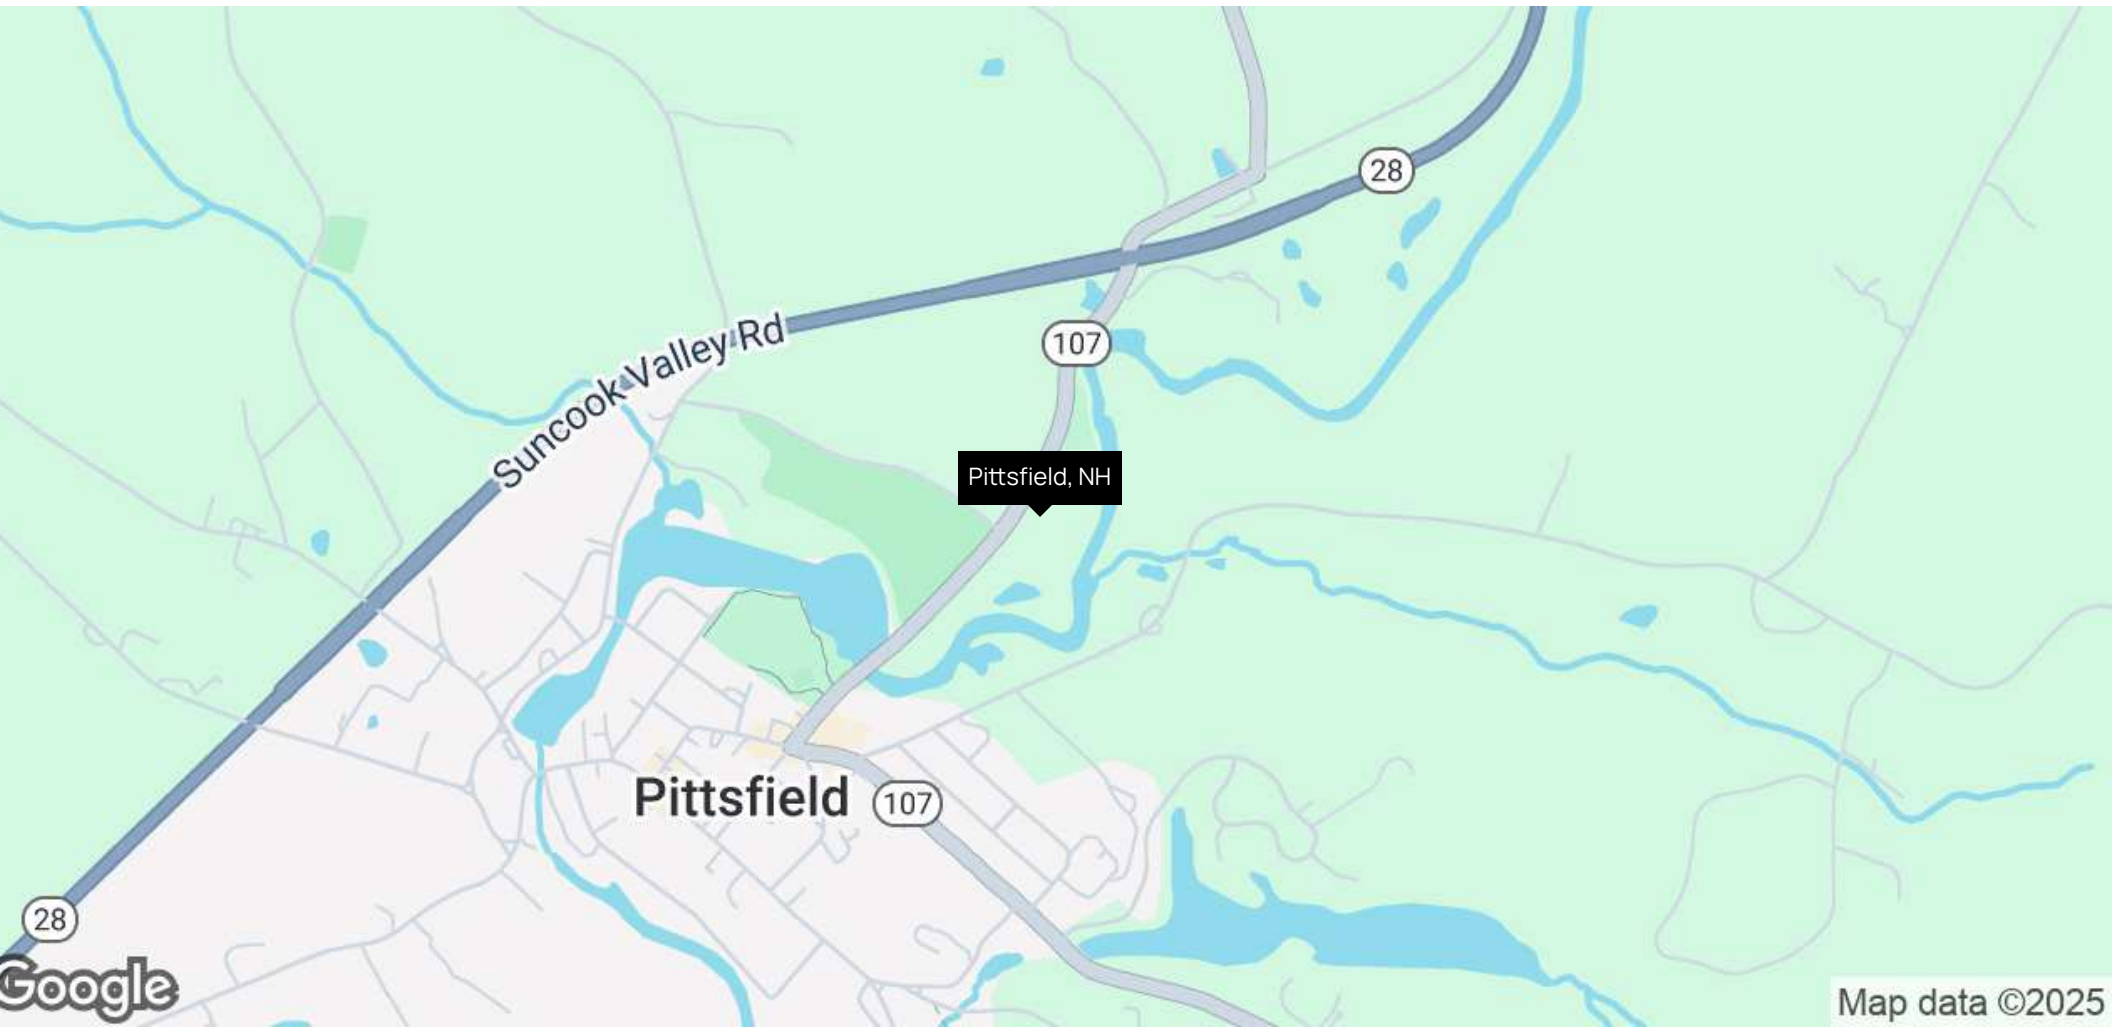 28
Suncook Valley Rd
107
Pittsfield, NH
Pittsfield
107
28
Google
Map data ©2025